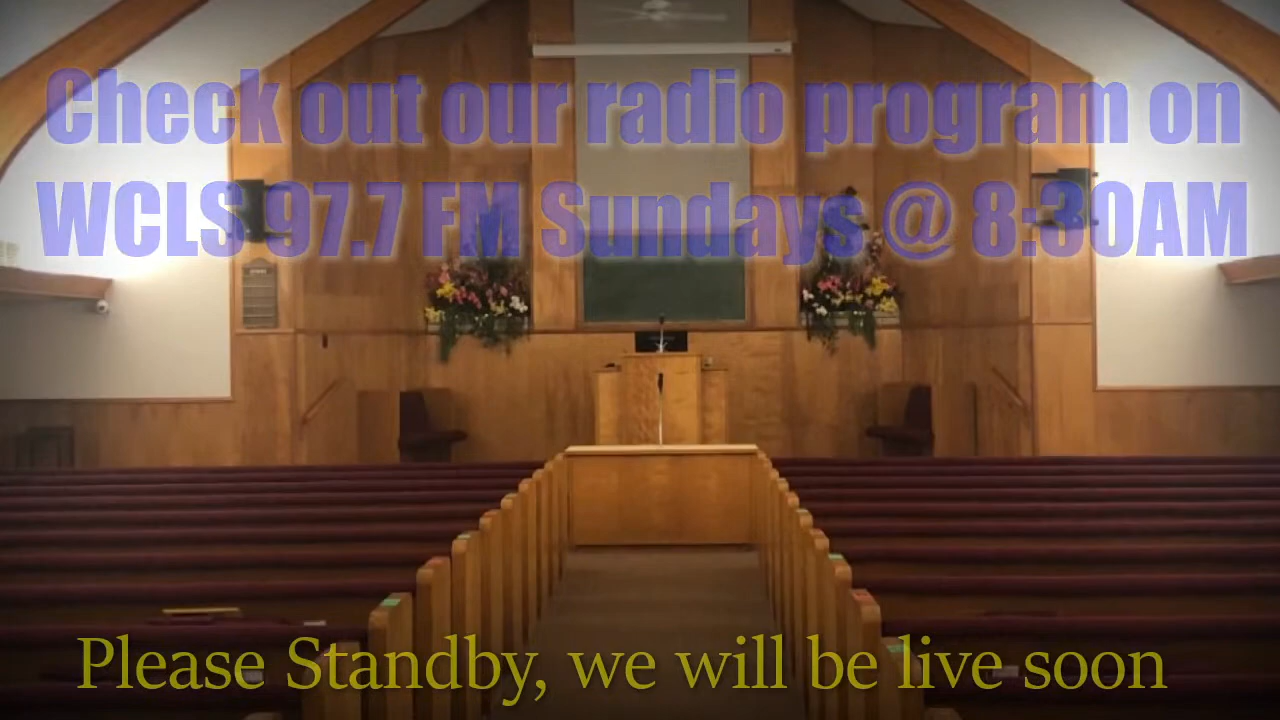 Check out our radio program on
WCLS 97.7 FM Sundays @ 8:30AM
Please Standby, we will be live soon